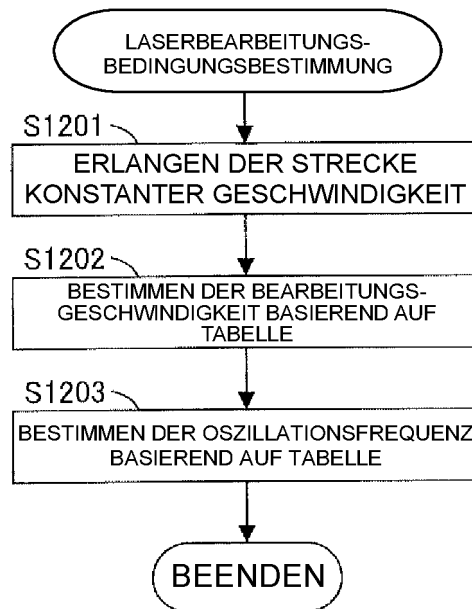 LASERBEARBEITUNGS-
BEDINGUNGSBESTIMMUNG
S1201
ERLANGEN DER STRECKE
KONSTANTER GESCHWINDIGKEIT
S1202
BESTIMMEN DER BEARBEITUNGS-
GESCHWINDIGKEIT BASIEREND AUF
TABELLE
S1203
BESTIMMEN DER OSZILLATIONSFREQUENZ
BASIEREND AUF TABELLE
BEENDEN